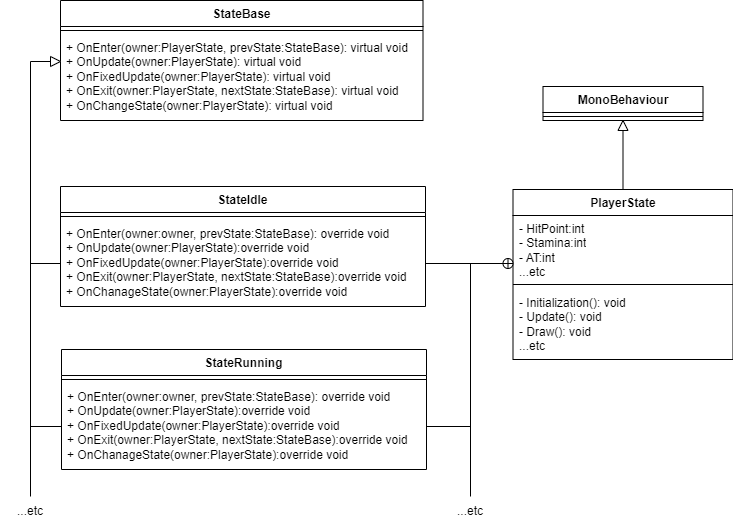 StateBase
+ OnEnter(owner:PlayerState, prevState:StateBase): virtual void
+ OnUpdate(owner:PlayerState): virtual void
+ OnFixedUpdate(owner:PlayerState): virtual void
+ OnExit(owner:PlayerState, nextState:StateBase): virtual void
+ OnChangeState(owner:PlayerState): virtual void
MonoBehaviour
StateIdle
+ OnEnter(owner:owner, prevState:StateBase): override void
+ OnUpdate(owner:PlayerState):override void
+ OnFixedUpdate(owner:PlayerState):override void
+ OnExit(owner:PlayerState, nextState:StateBase):override void
+ OnChanageState(owner:PlayerState):override void
PlayerState
- HitPoint:int
- Stamina:int
- AT:int
...etc
- Initialization(): void
- Update(): void
- Draw(): void
...etc
StateRunning
+ OnEnter(owner:owner, prevState:StateBase): override void
+ OnUpdate(owner:PlayerState):override void
+ OnFixedUpdate(owner:PlayerState):override void
+ OnExit(owner:PlayerState, nextState:StateBase):override void
+ OnChanageState(owner:PlayerState):override void
...etc
...etc